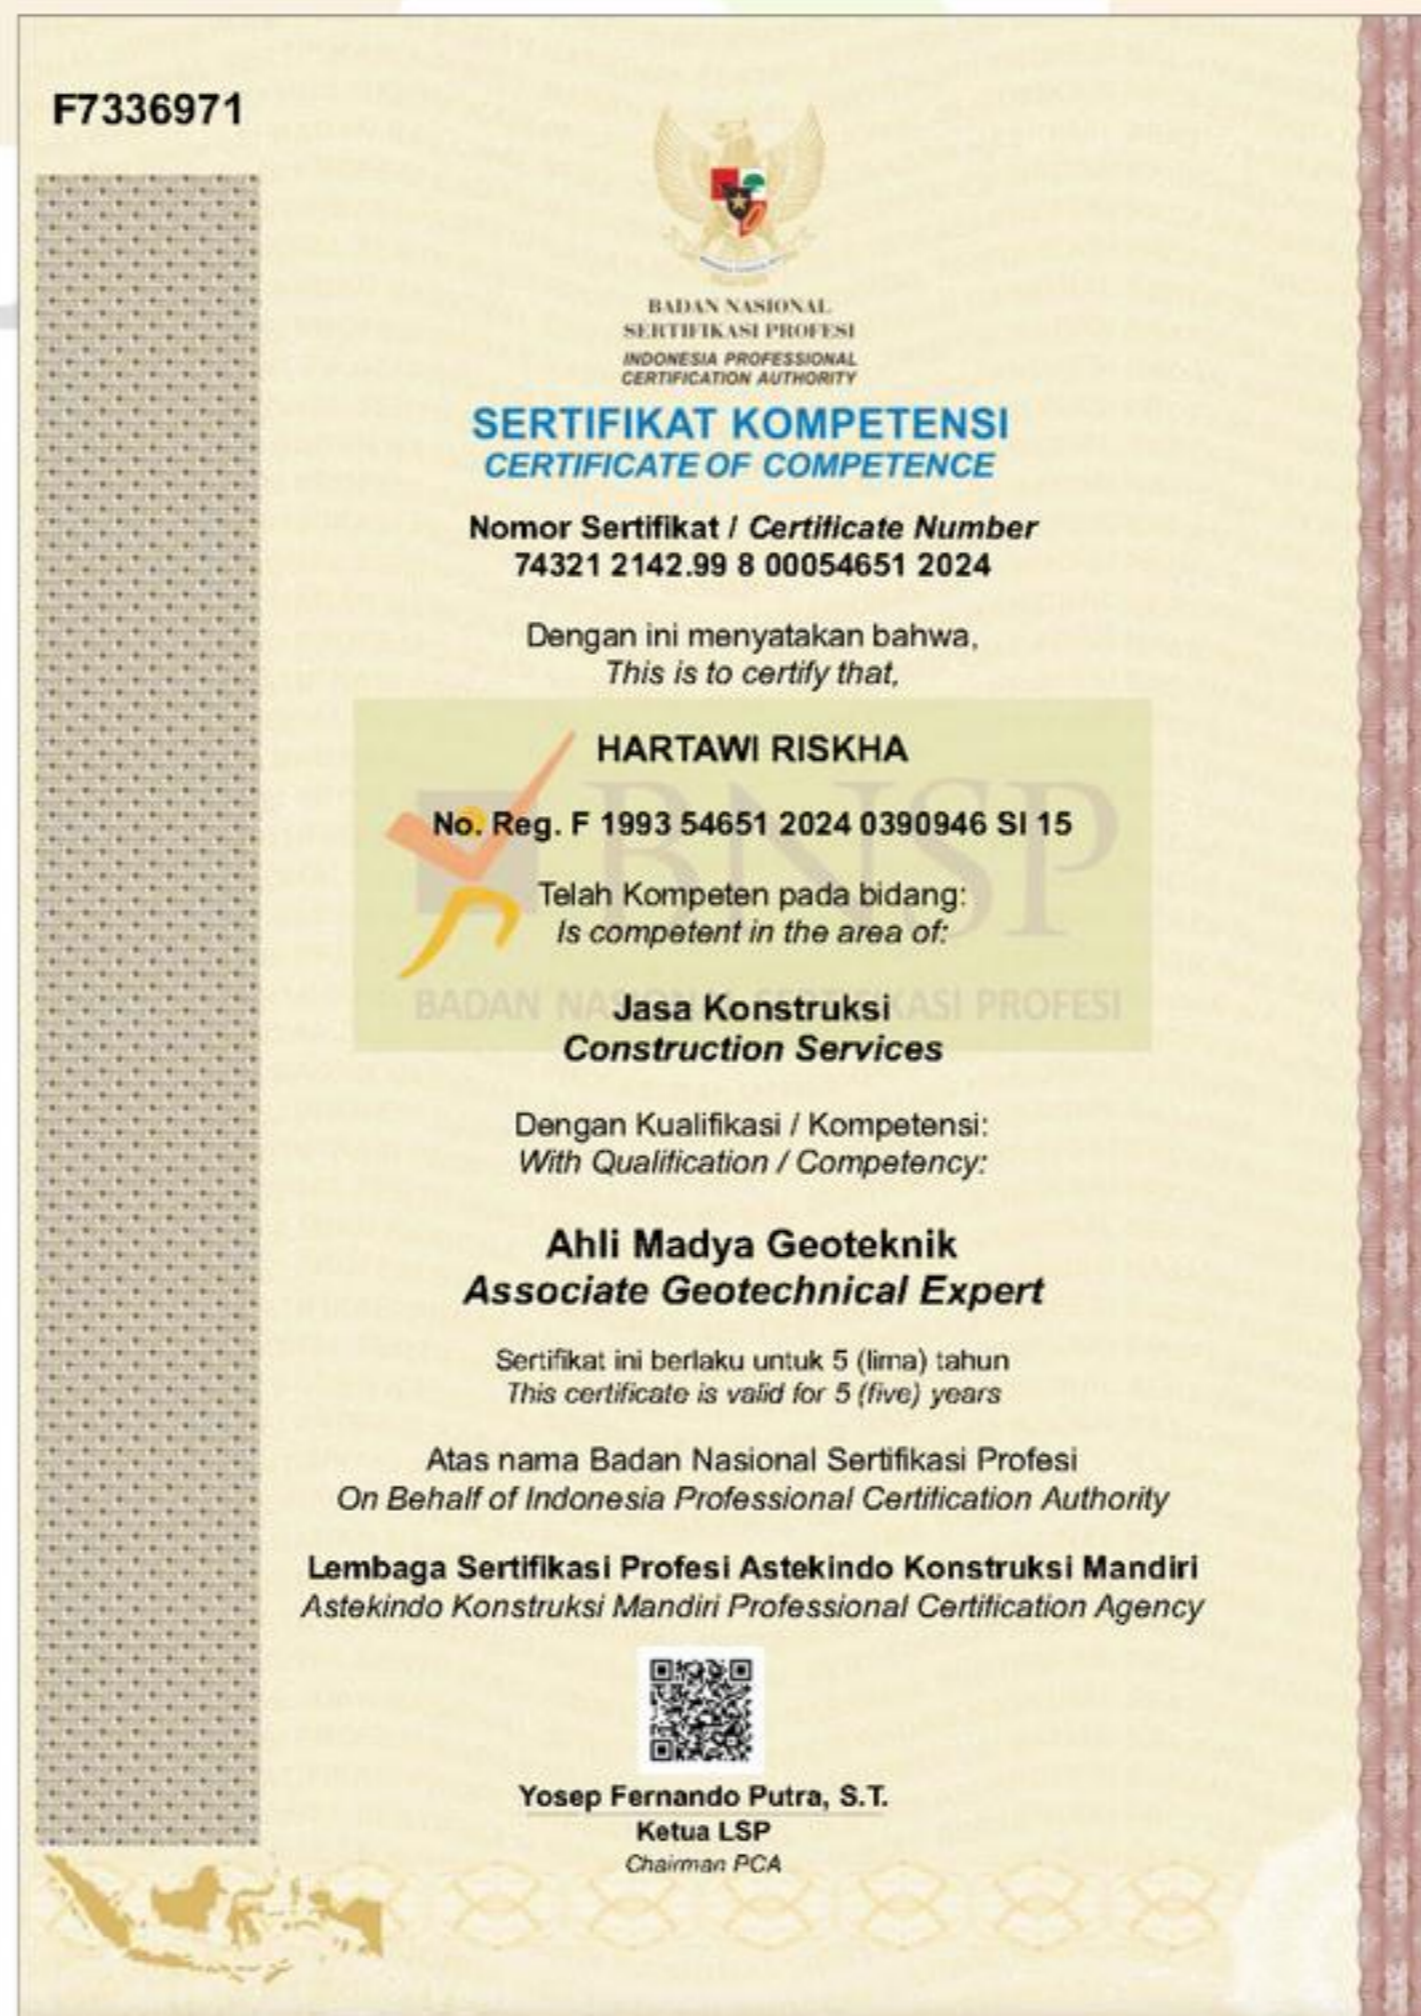 F7336971
BADAN NASIONAL
SERTIFIKASI PROFESI
INDONESIA PROFESSIONAL
CERTIFICATION AUTHORITY
SERTIFIKAT KOMPETENSI
CERTIFICATE OF COMPETENCE
Nomor Sertifikat / Certificate Number
74321 2142.99 8 00054651 2024
Dengan ini menyatakan bahwa,
This is to certify that,
HARTAWI RISKHA
BNSP
No. Reg. F 1993 54651 2024 0390946 SI 15
Telah Kompeten pada bidang:
Is competent in the area of:
BADAN NASIONAL SERTIFIKASI PROFESI
Jasa Konstruksi
Construction Services
Dengan Kualifikasi / Kompetensi:
With Qualification / Competency:
Ahli Madya Geoteknik
Associate Geotechnical Expert
Sertifikat ini berlaku untuk 5 (lima) tahun
This certificate is valid for 5 (five) years
Atas nama Badan Nasional Sertifikasi Profesi
On Behalf of Indonesia Professional Certification Authority
Lembaga Sertifikasi Profesi Astekindo Konstruksi Mandiri
Astekindo Konstruksi Mandiri Professional Certification Agency
Yosep Fernando Putra, S.T.
Ketua LSP
Chairman PCA